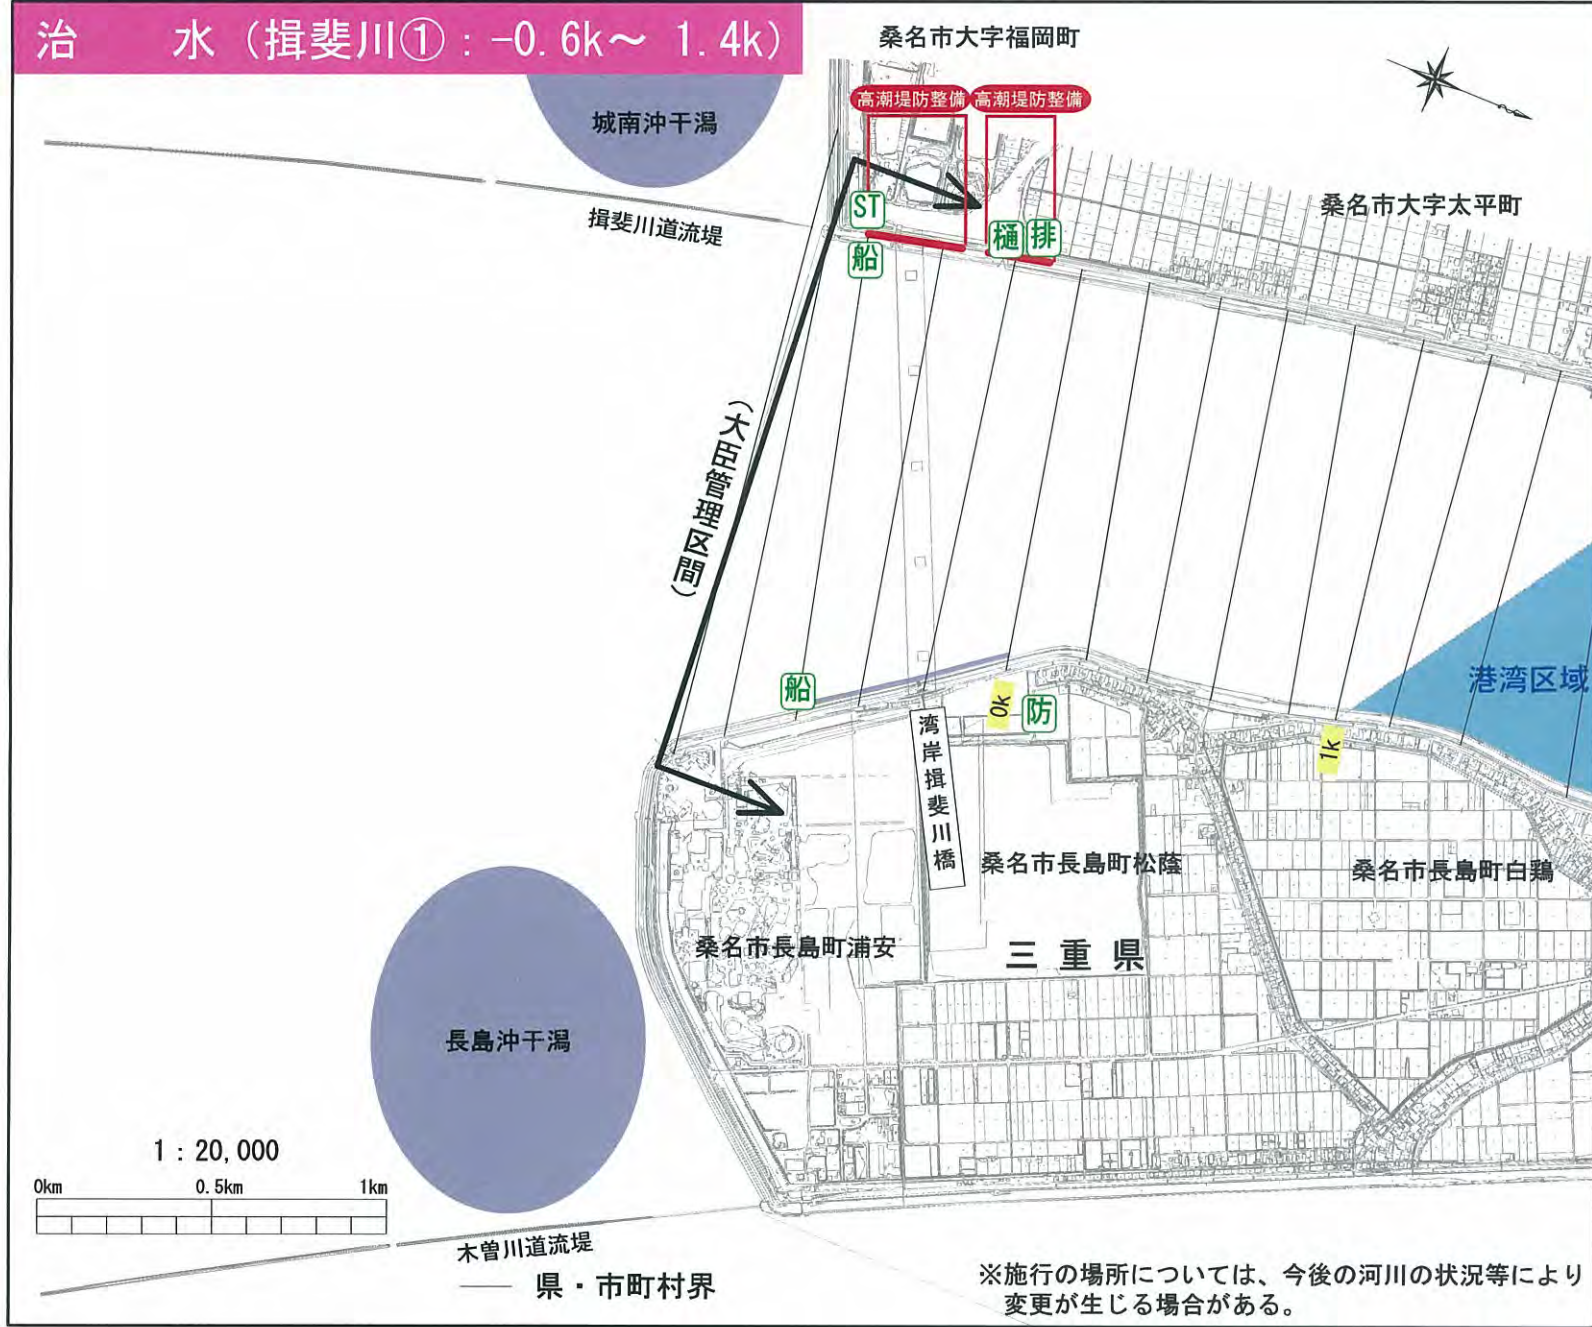 治　水（揖斐川①：-0.6k～ 1.4k）
桑名市大字福岡町
高潮堤防整備
高潮堤防整備
城南沖干潟
桑名市大字太平町
揖斐川道流堤
ST
船
樋
排
（大臣管理区間）
港湾区域
船
0k
防
1k
湾岸揖斐川橋
桑名市長島町松蔭
桑名市長島町白鶏
桑名市長島町浦安
三重県
長島沖干潟
1：20,000
0km
0.5km
1km
木曽川道流堤
県・市町村界
※施行の場所については、今後の河川の状況等により
変更が生じる場合がある。